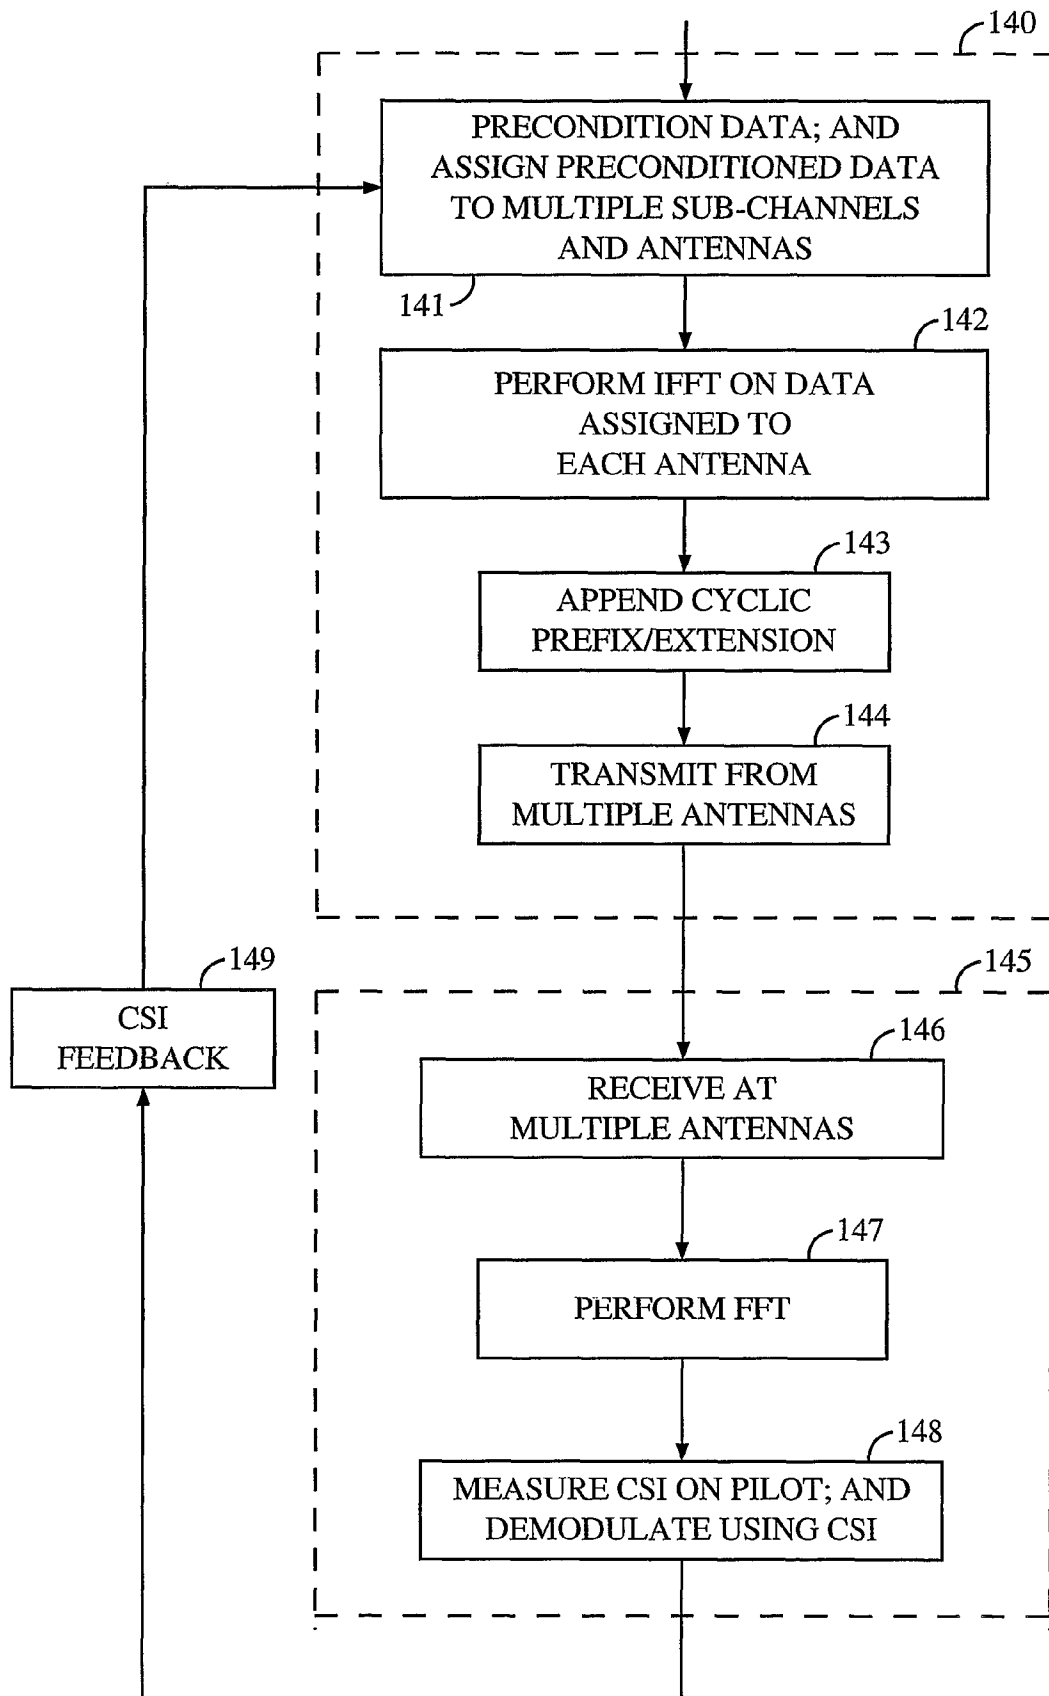 140
PRECONDITION DATA; AND
ASSIGN PRECONDITIONED DATA
TO MULTIPLE SUB-CHANNELS
AND ANTENNAS
141
142
PERFORM IFFT ON DATA
ASSIGNED TO
EACH ANTENNA
143
APPEND CYCLIC
PREFIX/EXTENSION
144
TRANSMIT FROM
MULTIPLE ANTENNAS
149
CSI
FEEDBACK
145
146
RECEIVE AT
MULTIPLE ANTENNAS
147
PERFORM FFT
148
MEASURE CSI ON PILOT; AND
DEMODULATE USING CSI